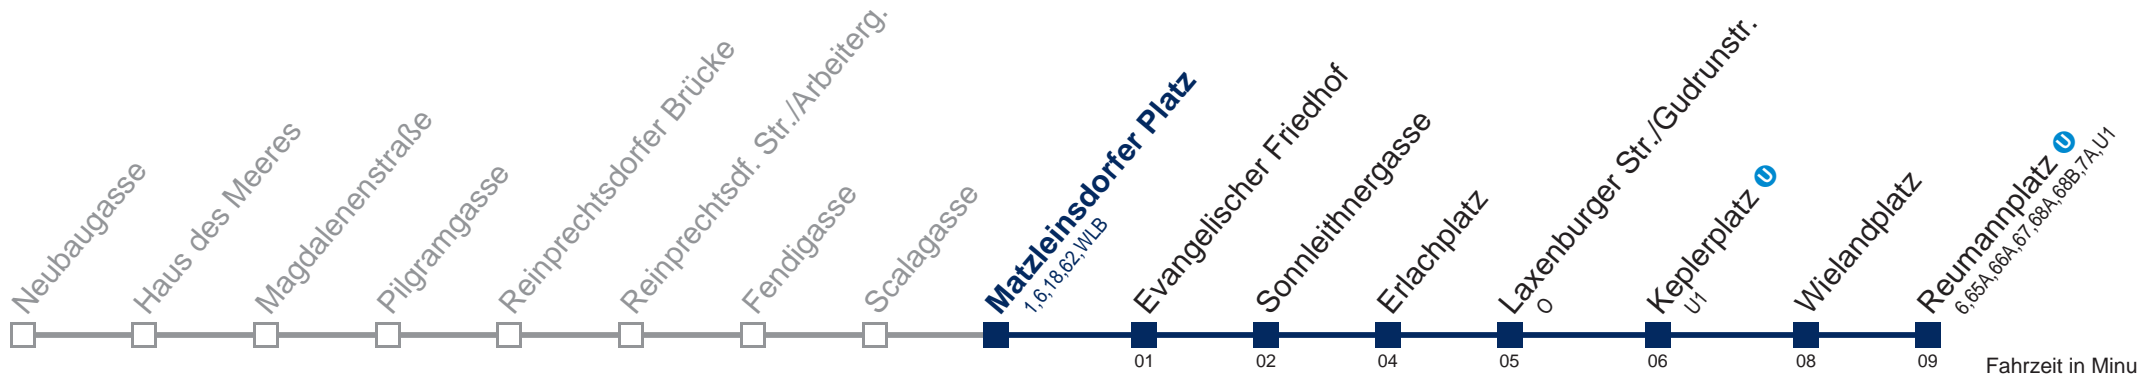 Neubaugasse
Haus des Meeres
Magdalenenstraße
Pilgramgasse
Reinprechtsdorfer Brücke
Reinprechtsdf. Str./Arbeiterg.
Fendigasse
Scalagasse
Matzleinsdorfer Platz
1,6,18,62,WLB
Evangelischer Friedhof
Sonnleithnergasse
Erlachplatz
Laxenburger Str./Gudrunstr.
O
Keplerplatz U
U1
Wielandplatz
Reumannplatz U
6,65A,66A,67,68A,68B,7A,U1
01 02 04 05 06 08 09 Fahrzeit in Minu